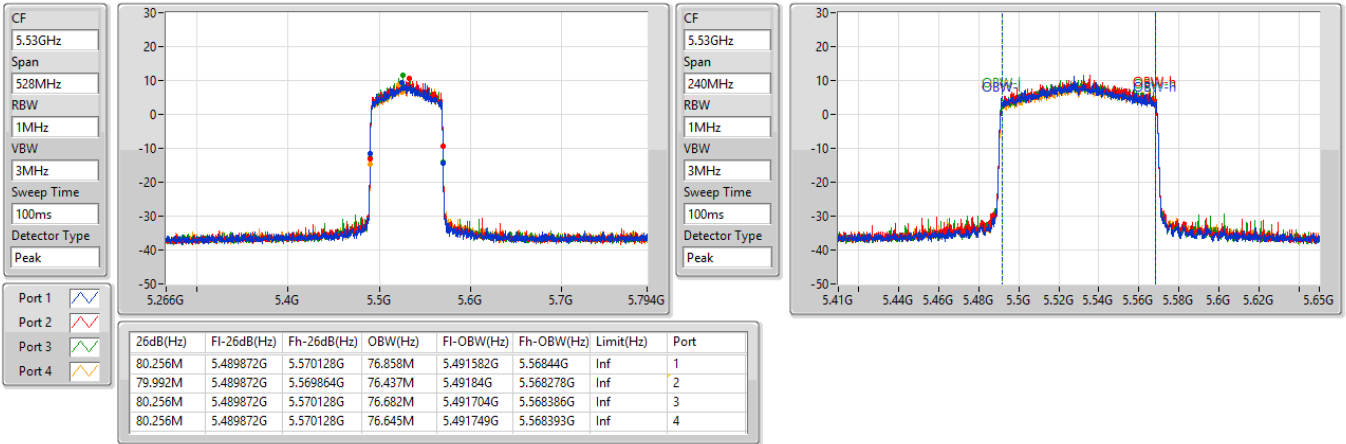 CF
5.53GHz
Span
528MHz
RBW
1MHz
VBW
3MHz
Sweep Time
100ms
Detector Type
Peak
30
20
10
0
-10
-20
-30
-40
-50
5.266G 5.4G 5.5G 5.6G 5.7G 5.794G
CF
5.53GHz
Span
240MHz
RBW
1MHz
VBW
3MHz
Sweep Time
100ms
Detector Type
Peak
30
20
10
0
-10
-20
-30
-40
-50
OBW-l OBW-h
5.41G 5.44G 5.46G 5.48G 5.5G 5.52G 5.54G 5.56G 5.58G 5.6G 5.62G 5.65G
Port 1
Port 2
Port 3
Port 4
26dB(Hz) Fl-26dB(Hz) Fh-26dB(Hz) OBW(Hz) Fl-OBW(Hz) Fh-OBW(Hz) Limit(Hz) Port
80.256M 5.489872G 5.570128G 76.858M 5.491582G 5.56844G Inf 1
79.992M 5.489872G 5.569864G 76.437M 5.49184G 5.568278G Inf 2
80.256M 5.489872G 5.570128G 76.682M 5.491704G 5.568386G Inf 3
80.256M 5.489872G 5.570128G 76.645M 5.491749G 5.568393G Inf 4